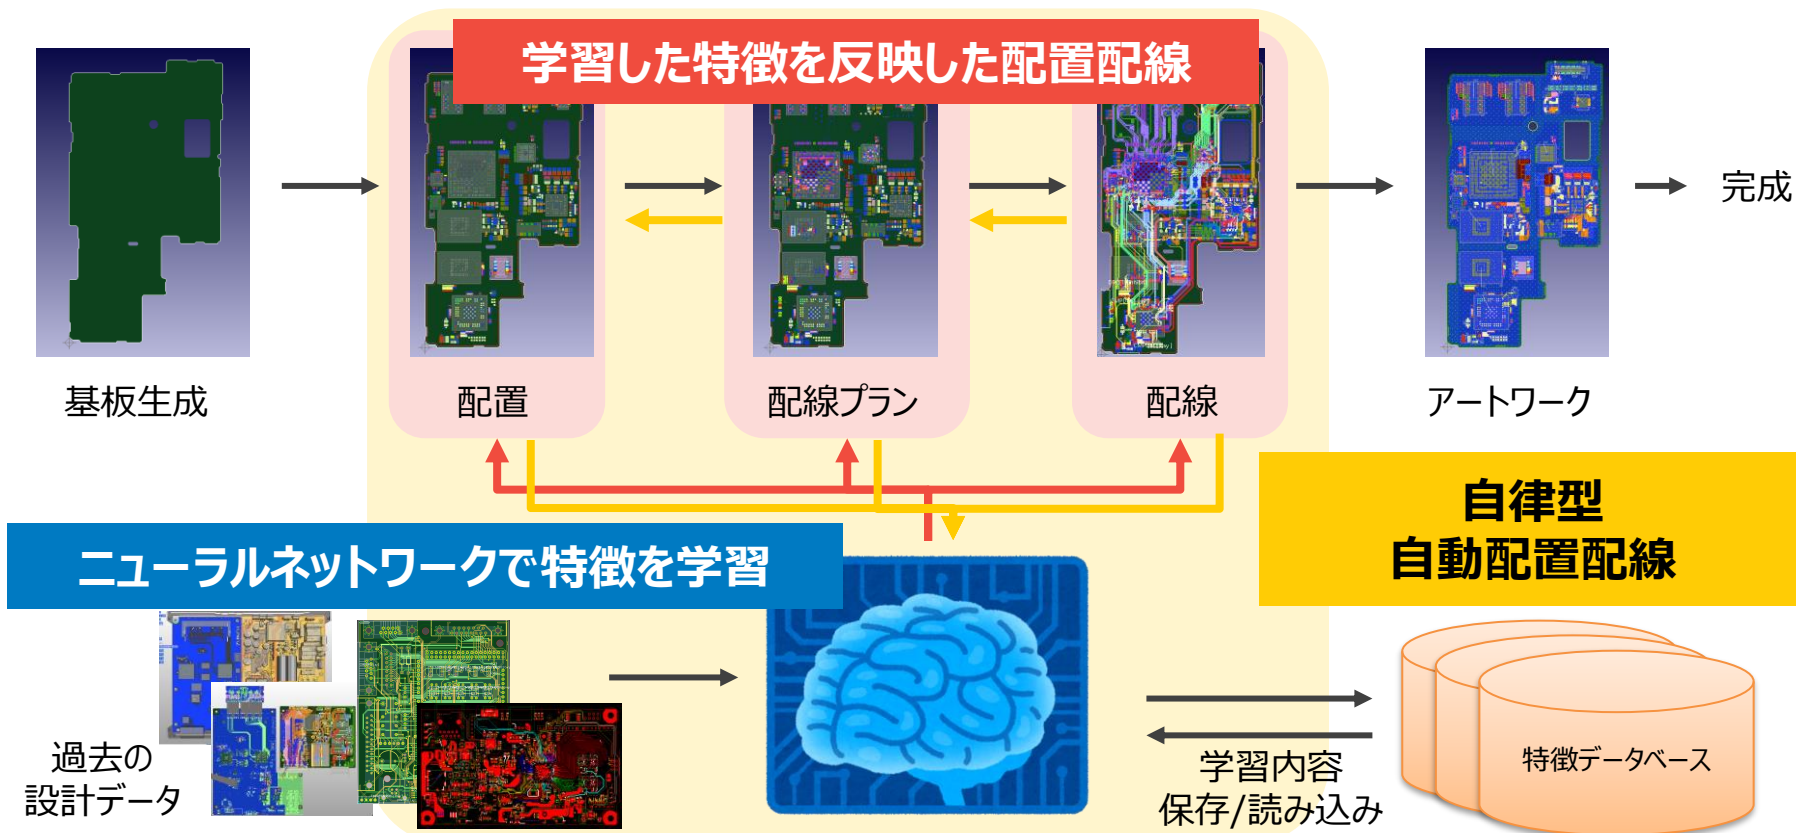 学習した特徴を反映した配置配線
完成
基板生成
配置
配線プラン
配線
アートワーク
自律型
自動配置配線
ニューラルネットワークで特徴を学習
過去の
設計データ
学習内容
保存/読み込み
特徴データベース